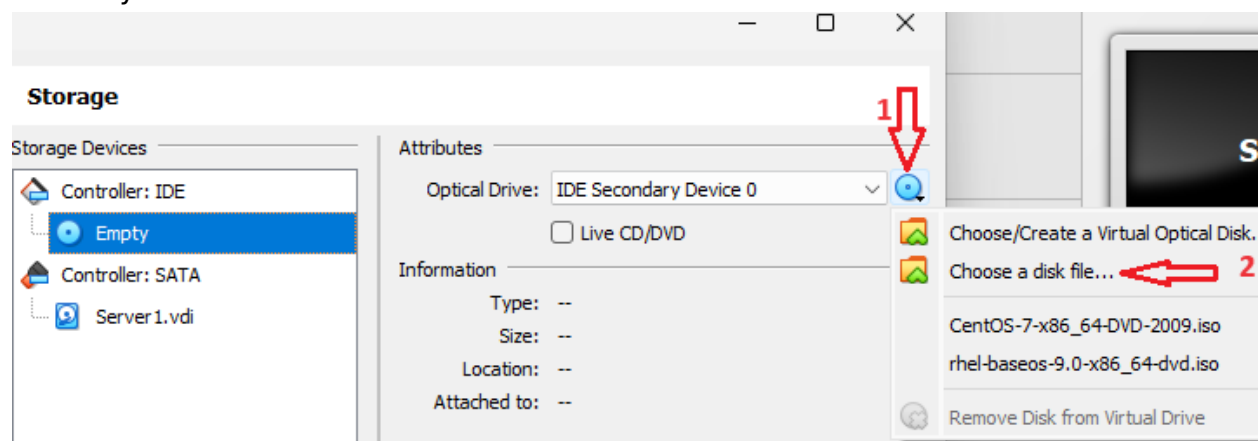 Storage
1
Storage Devices
Attributes
Controller: IDE
Optical Drive: IDE Secondary Device 0
Empty
Live CD/DVD
Choose/Create a Virtual Optical Disk.
Controller: SATA
Information
Choose a disk file...
2
Server1.vdi
Type: --
Size: --
Location: --
Attached to: --
CentOS-7-x86_64-DVD-2009.iso
rhel-baseos-9.0-x86_64-dvd.iso
Remove Disk from Virtual Drive
S